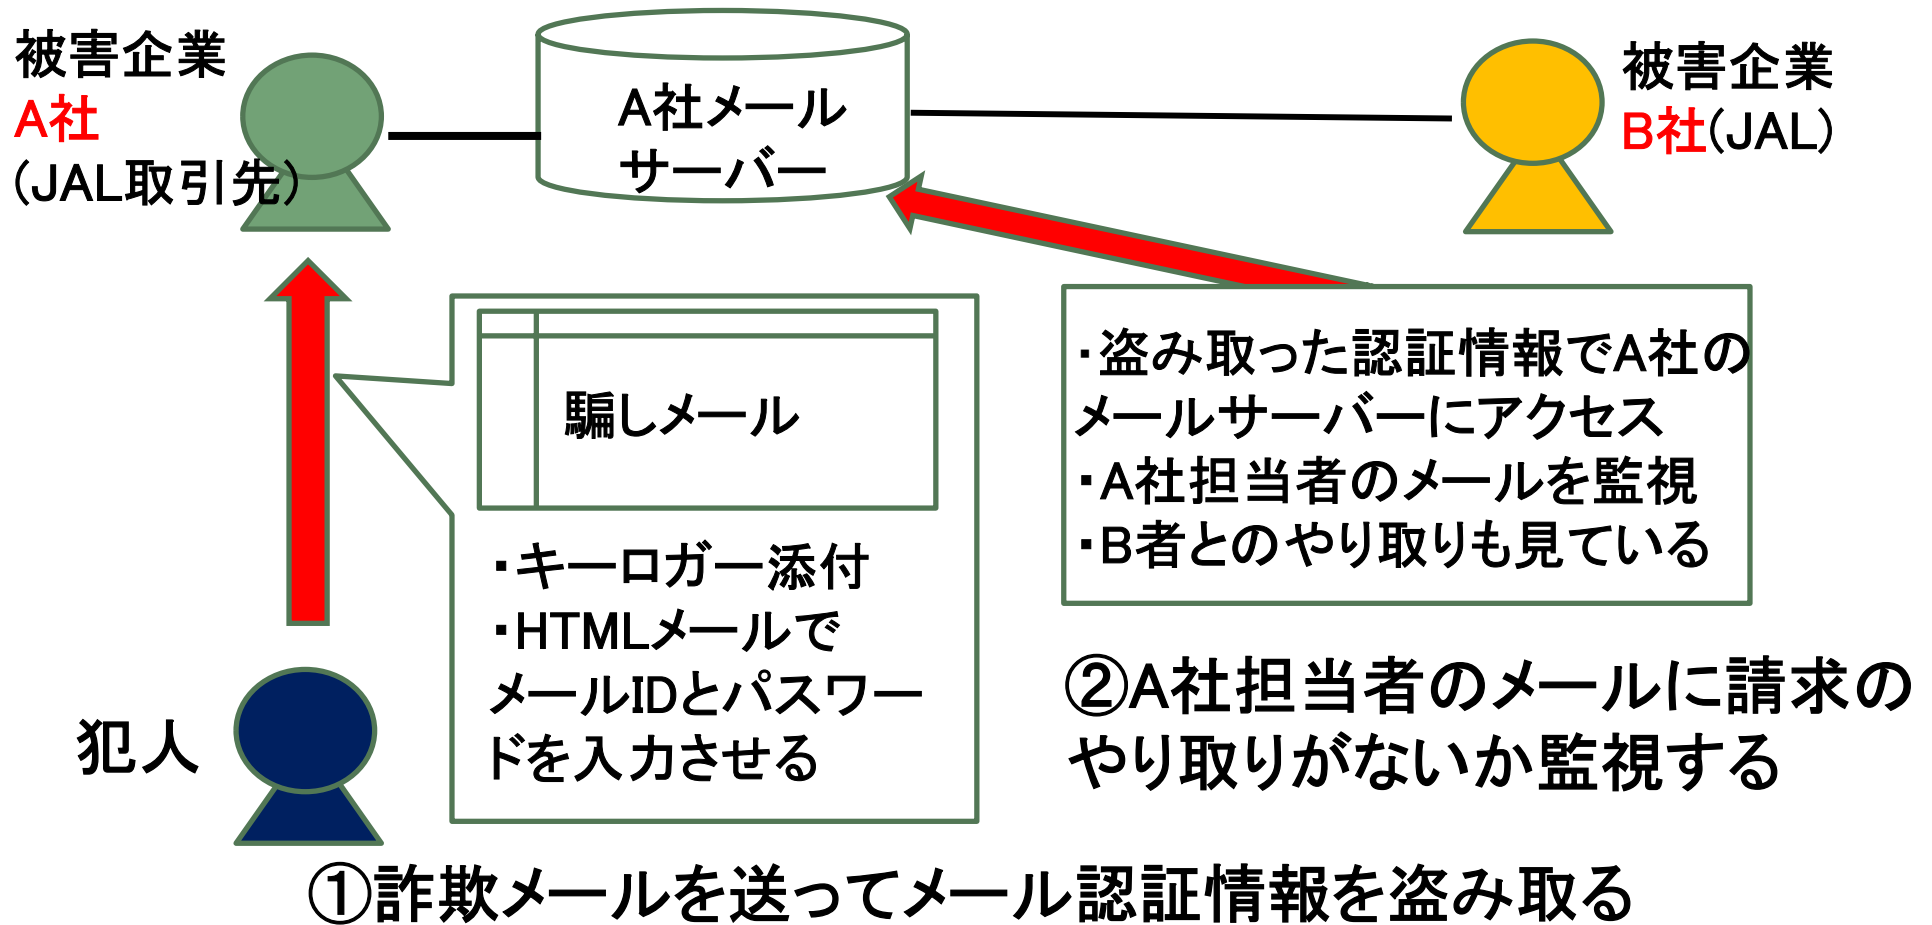 被害企業
A社
(JAL取引先)
A社メール
サーバー
被害企業
B社(JAL)
騙しメール
・キーロガー添付
・HTMLメールで
メールIDとパスワー
ドを入力させる
・盗み取った認証情報でA社の
メールサーバーにアクセス
・A社担当者のメールを監視
・B者とのやり取りも見ている
②A社担当者のメールに請求の
やり取りがないか監視する
犯人
①詐欺メールを送ってメール認証情報を盗み取る